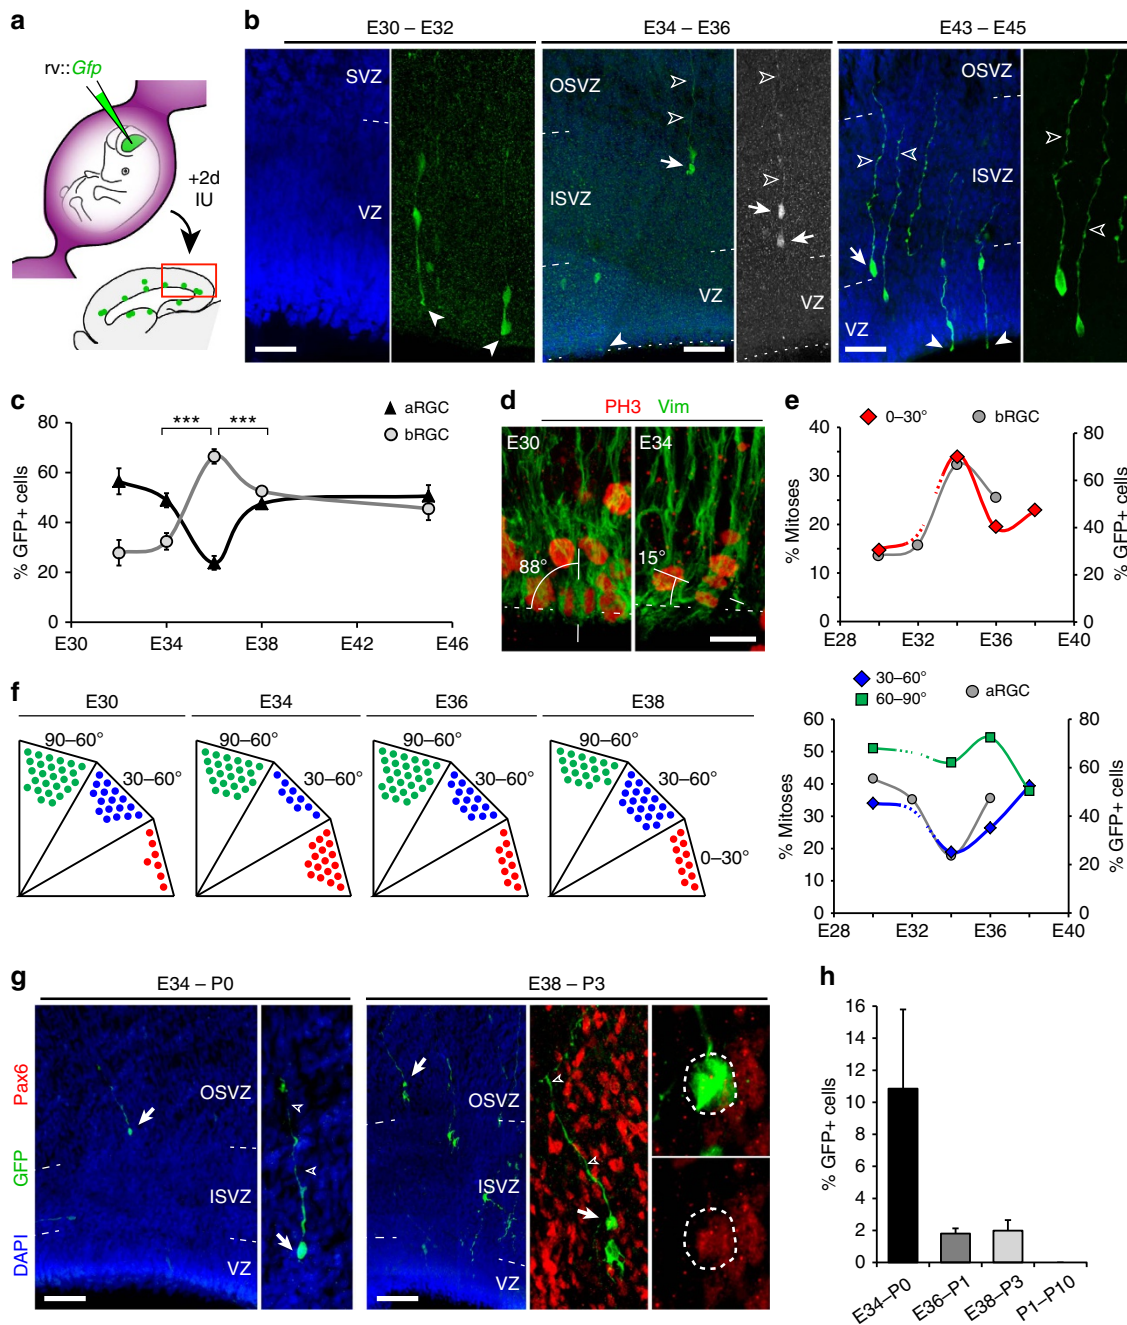 a
rv::Gfp
+2d
IU
b
E30 – E32
E34 – E36
E43 – E45
SVZ
VZ
OSVZ
ISVZ
VZ
VZ
OSVZ
ISVZ
VZ
c
aRGC
bRGC
*** ***
% GFP+ cells
80
60
40
20
0
E30 E34 E38 E42 E46
d
PH3 Vim
E30
E34
88°
15°
e
0–30°
bRGC
% Mitoses
40
30
20
10
0
% GFP+ cells
80
60
40
20
0
E28 E32 E36 E40
30–60°
60–90°
aRGC
% Mitoses
60
50
40
30
20
10
0
% GFP+ cells
80
60
40
20
0
E28 E32 E36 E40
f
E30 E34 E36 E38
90–60° 90–60° 90–60° 90–60°
30–60° 30–60° 30–60° 30–60°
0–30°
g
E34 – P0
E38 – P3
DAPI GFP Pax6
OSVZ
ISVZ
VZ
OSVZ
ISVZ
VZ
h
% GFP+ cells
16
14
12
10
8
6
4
2
0
E34–P0
E36–P1
E38–P3
P1–P10